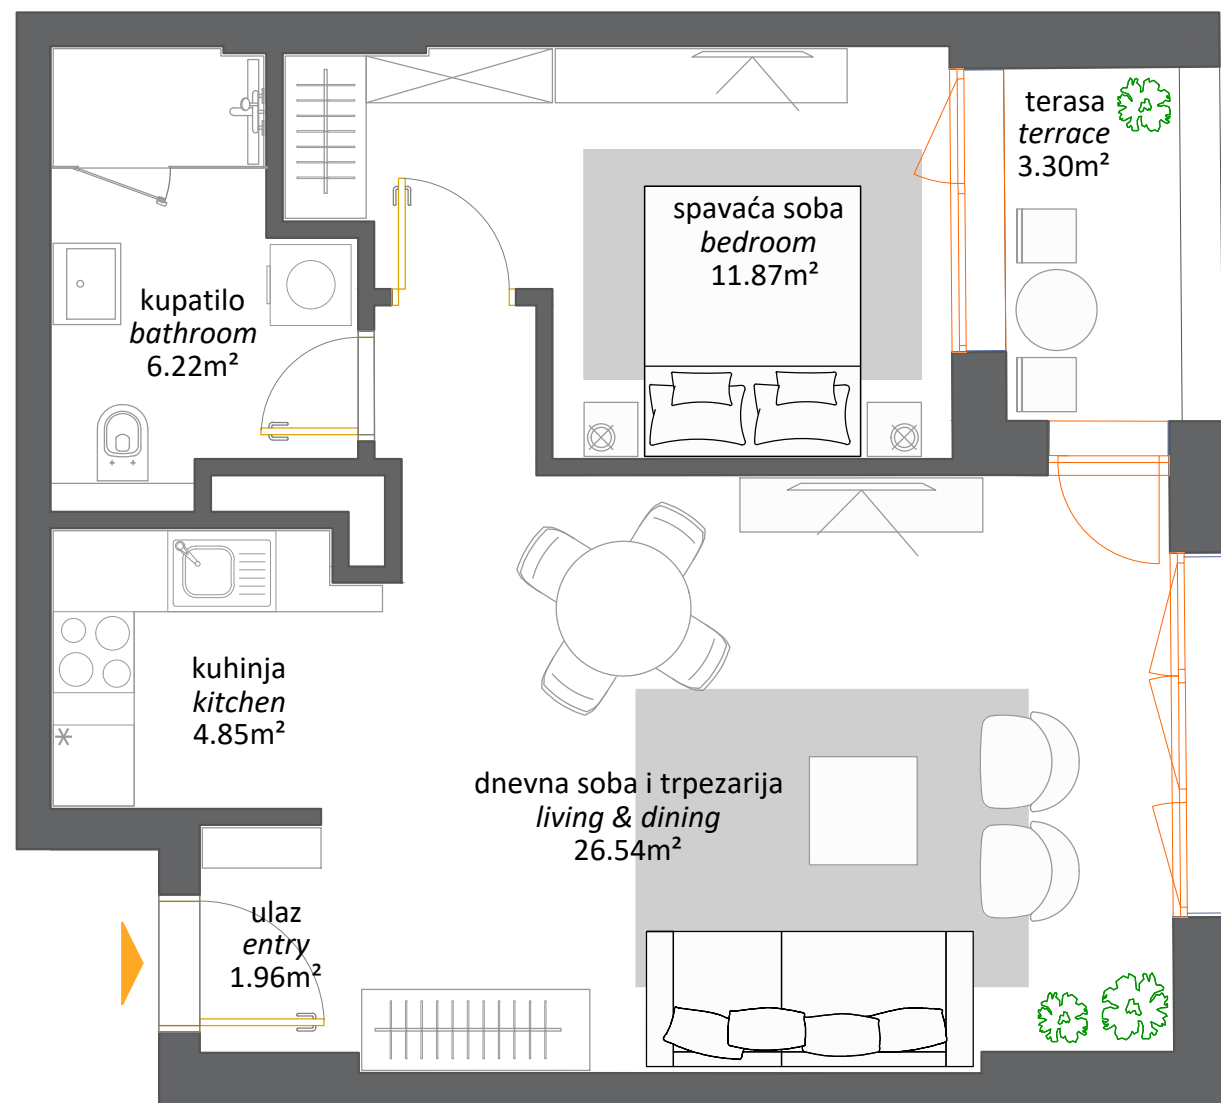 terasa
terrace
3.30m²
spavaća soba
bedroom
11.87m²
kupatilo
bathroom
6.22m²
kuhinja
kitchen
4.85m²
dnevna soba i trpezarija
living & dining
26.54m²
ulaz
entry
1.96m²